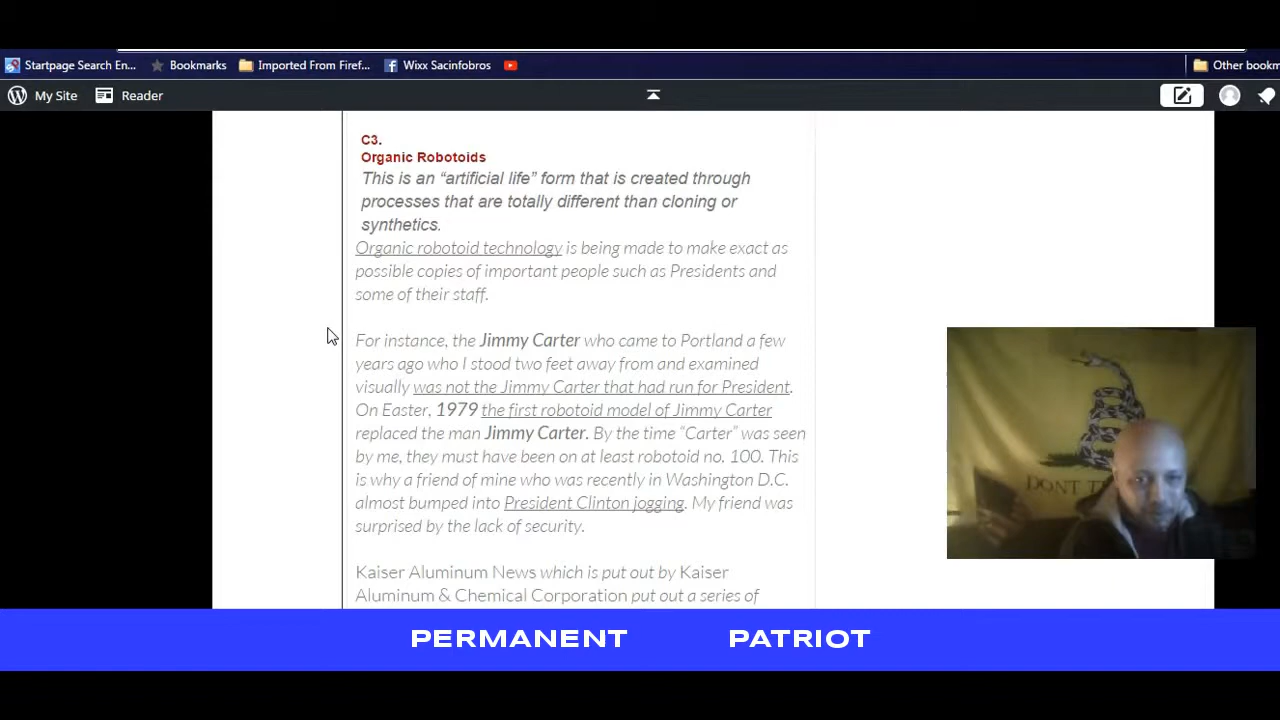 Startpage Search En... Bookmarks Imported From Firef... Wixx Sacinfobros Other bookm
My Site Reader
C3.
Organic Robotoids
This is an “artificial life” form that is created through
processes that are totally different than cloning or
synthetics.
Organic robotoid technology is being made to make exact as
possible copies of important people such as Presidents and
some of their staff.
For instance, the Jimmy Carter who came to Portland a few
years ago who I stood two feet away from and examined
visually was not the Jimmy Carter that had run for President.
On Easter, 1979 the first robotoid model of Jimmy Carter
replaced the man Jimmy Carter. By the time “Carter” was seen
by me, they must have been on at least robotoid no. 100. This
is why a friend of mine who was recently in Washington D.C.
almost bumped into President Clinton jogging. My friend was
surprised by the lack of security.
Kaiser Aluminum News which is put out by Kaiser
Aluminum & Chemical Corporation put out a series of
DONT
PERMANENT PATRIOT